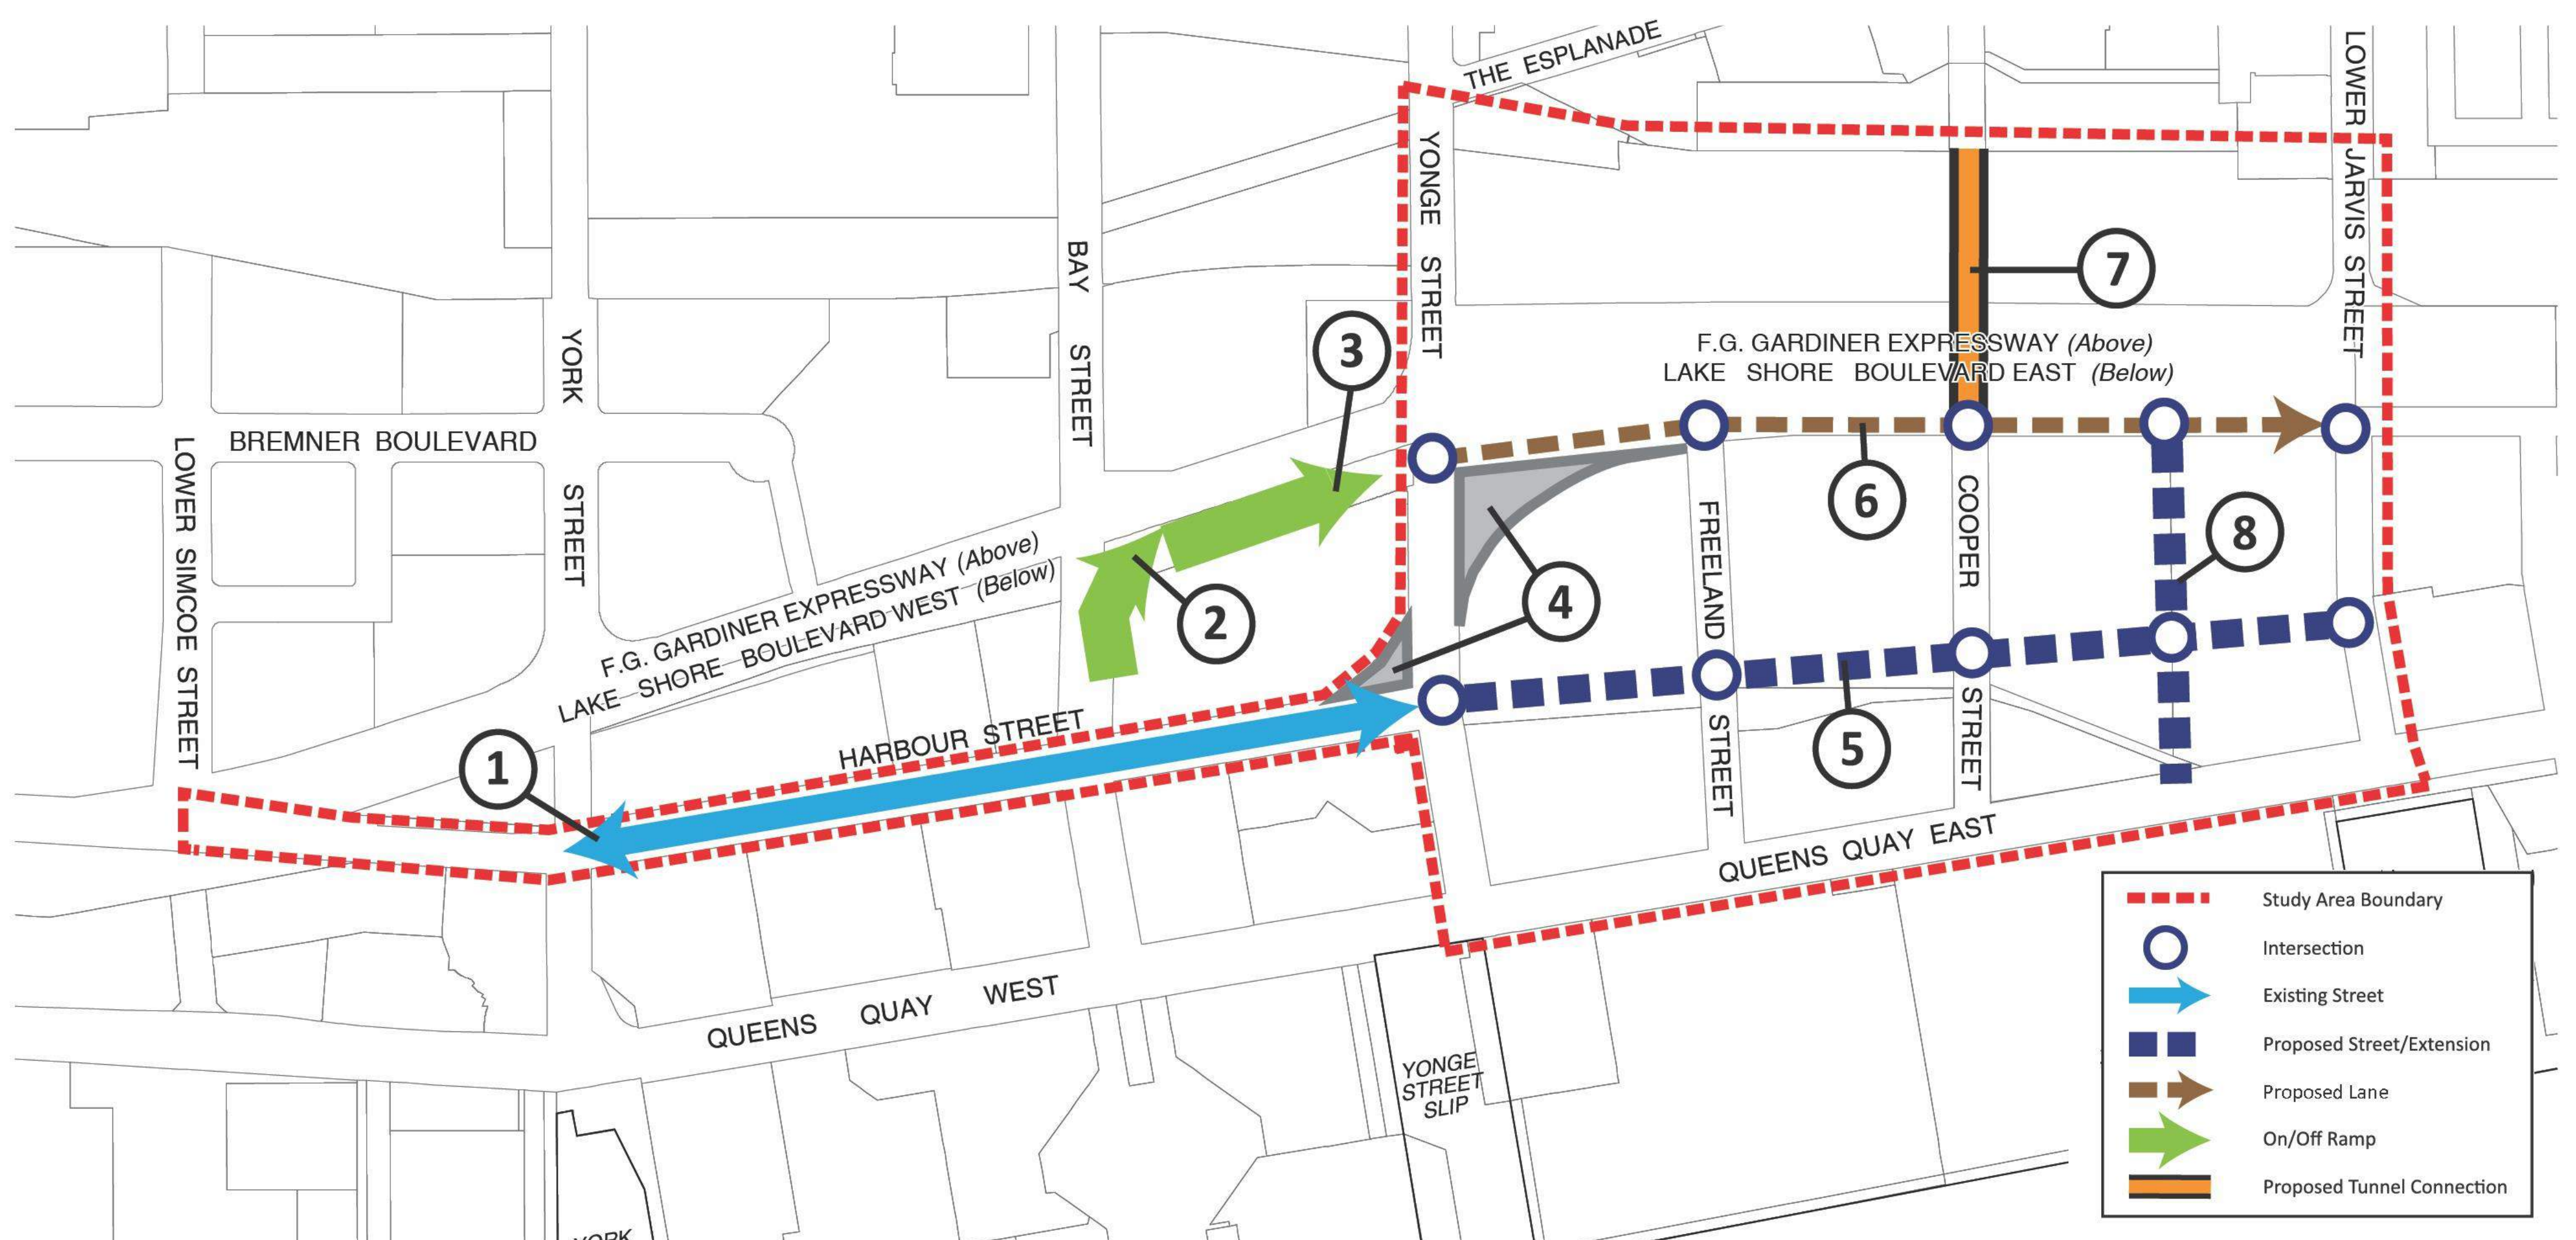 THE ESPLANADE
LOWER JARVIS STREET
YONGE STREET
BAY STREET
YORK STREET
7
3
F.G. GARDINER EXPRESSWAY (Above)
LAKE SHORE BOULEVARD EAST (Below)
BREMNER BOULEVARD
LOWER SIMCOE STREET
6
COOPER STREET
FREELAND STREET
8
F.G. GARDINER EXPRESSWAY (Above)
LAKE SHORE BOULEVARD WEST (Below)
2
4
HARBOUR STREET
1
5
QUEENS QUAY EAST
QUEENS QUAY WEST
YONGE
STREET
SLIP
YORK
Study Area Boundary
Intersection
Existing Street
Proposed Street/Extension
Proposed Lane
On/Off Ramp
Proposed Tunnel Connection